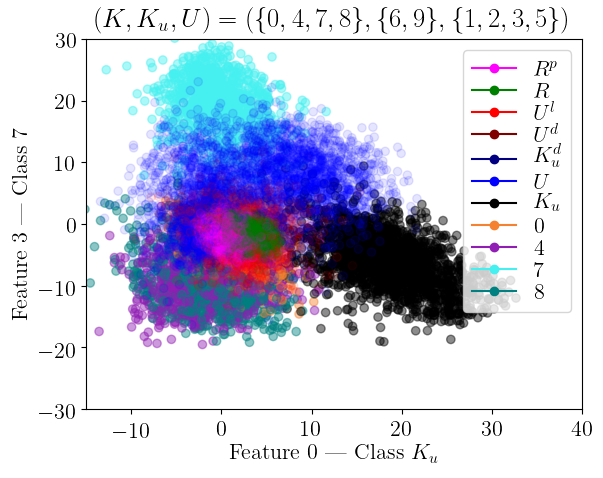 (K, K_u, U) = ({0, 4, 7, 8}, {6, 9}, {1, 2, 3, 5})
30
20
10
0
−10
−20
−30
Feature 3 — Class 7
R^p
R
U^l
U^d
K_u^d
U
K_u
0
4
7
8
−10
0
10
20
30
40
Feature 0 — Class K_u